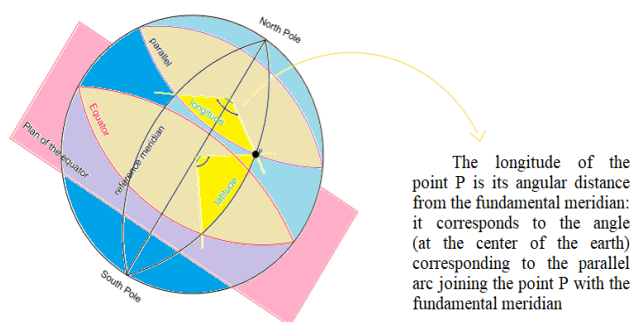 North Pole
parallel
longitude
Equator
reference meridian
latitude
Plan of the equator
South Pole
The longitude of the
point P is its angular distance
from the fundamental meridian:
it corresponds to the angle
(at the center of the earth)
corresponding to the parallel
arc joining the point P with the
fundamental meridian